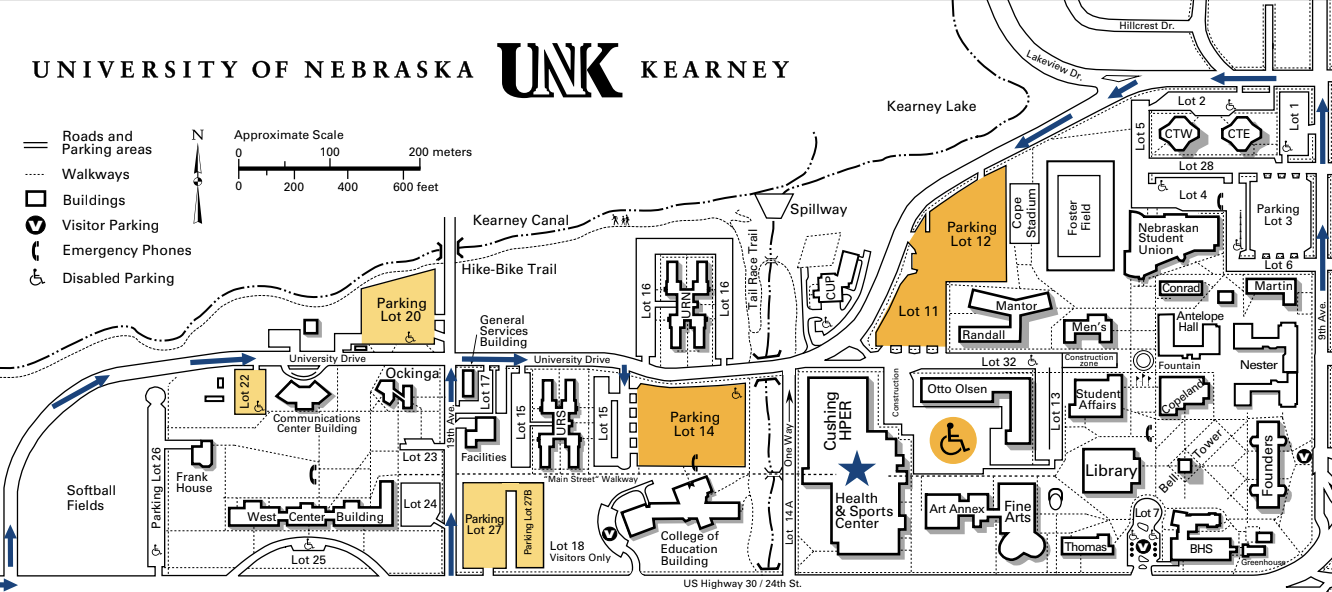 UNIVERSITY OF NEBRASKA UNK KEARNEY
Roads and
Parking areas
Walkways
Buildings
V Visitor Parking
Emergency Phones
Disabled Parking
N
Approximate Scale
0 100 200 meters
0 200 400 600 feet
Hillcrest Dr.
Lakeview Dr.
Kearney Lake
Kearney Canal
Hike-Bike Trail
Spillway
Tail Race Trail
Lot 2
Lot 1
Lot 5
CTW
CTE
Lot 28
Lot 4
Parking
Lot 3
Lot 6
Nebraskan
Student
Union
Foster
Field
Cope
Stadium
Parking
Lot 12
Lot 11
Mantor
Randall
Men's
Conrad
Martin
9th Ave.
Antelope
Hall
Nester
Fountain
Construction
zone
Lot 32
Lot 16
URN
Lot 16
CUP
Parking
Lot 20
General
Services
Building
University Drive
University Drive
Lot 22
Communications
Center Building
Ockinga
19th Ave.
Lot 17
Lot 15
URS
Lot 15
Facilities
"Main Street" Walkway
Parking
Lot 14
One Way
Lot 14 A
Cushing
HPER
Health
& Sports
Center
Construction
Otto Olsen
Lot 13
Student
Affairs
Copeland
Library
Founders
Lot 7
V
V
BHS
Greenhouse
Thomas
Fine
Arts
Art Annex
Softball
Fields
Parking Lot 26
Frank
House
Lot 23
Lot 24
West Center Building
Lot 25
Parking
Lot 27
Parking Lot 27B
Lot 18
Visitors Only
V
College of
Education
Building
US Highway 30 / 24th St.